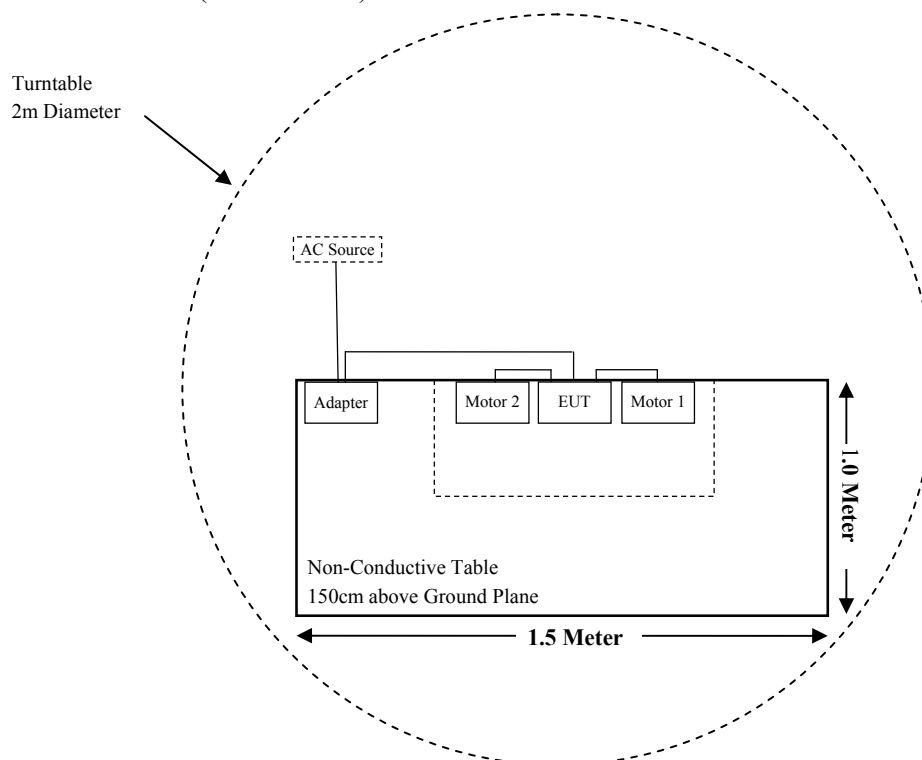 Turntable
2m Diameter
AC Source
Adapter
Motor 2
EUT
Motor 1
1.0 Meter
Non-Conductive Table
150cm above Ground Plane
1.5 Meter